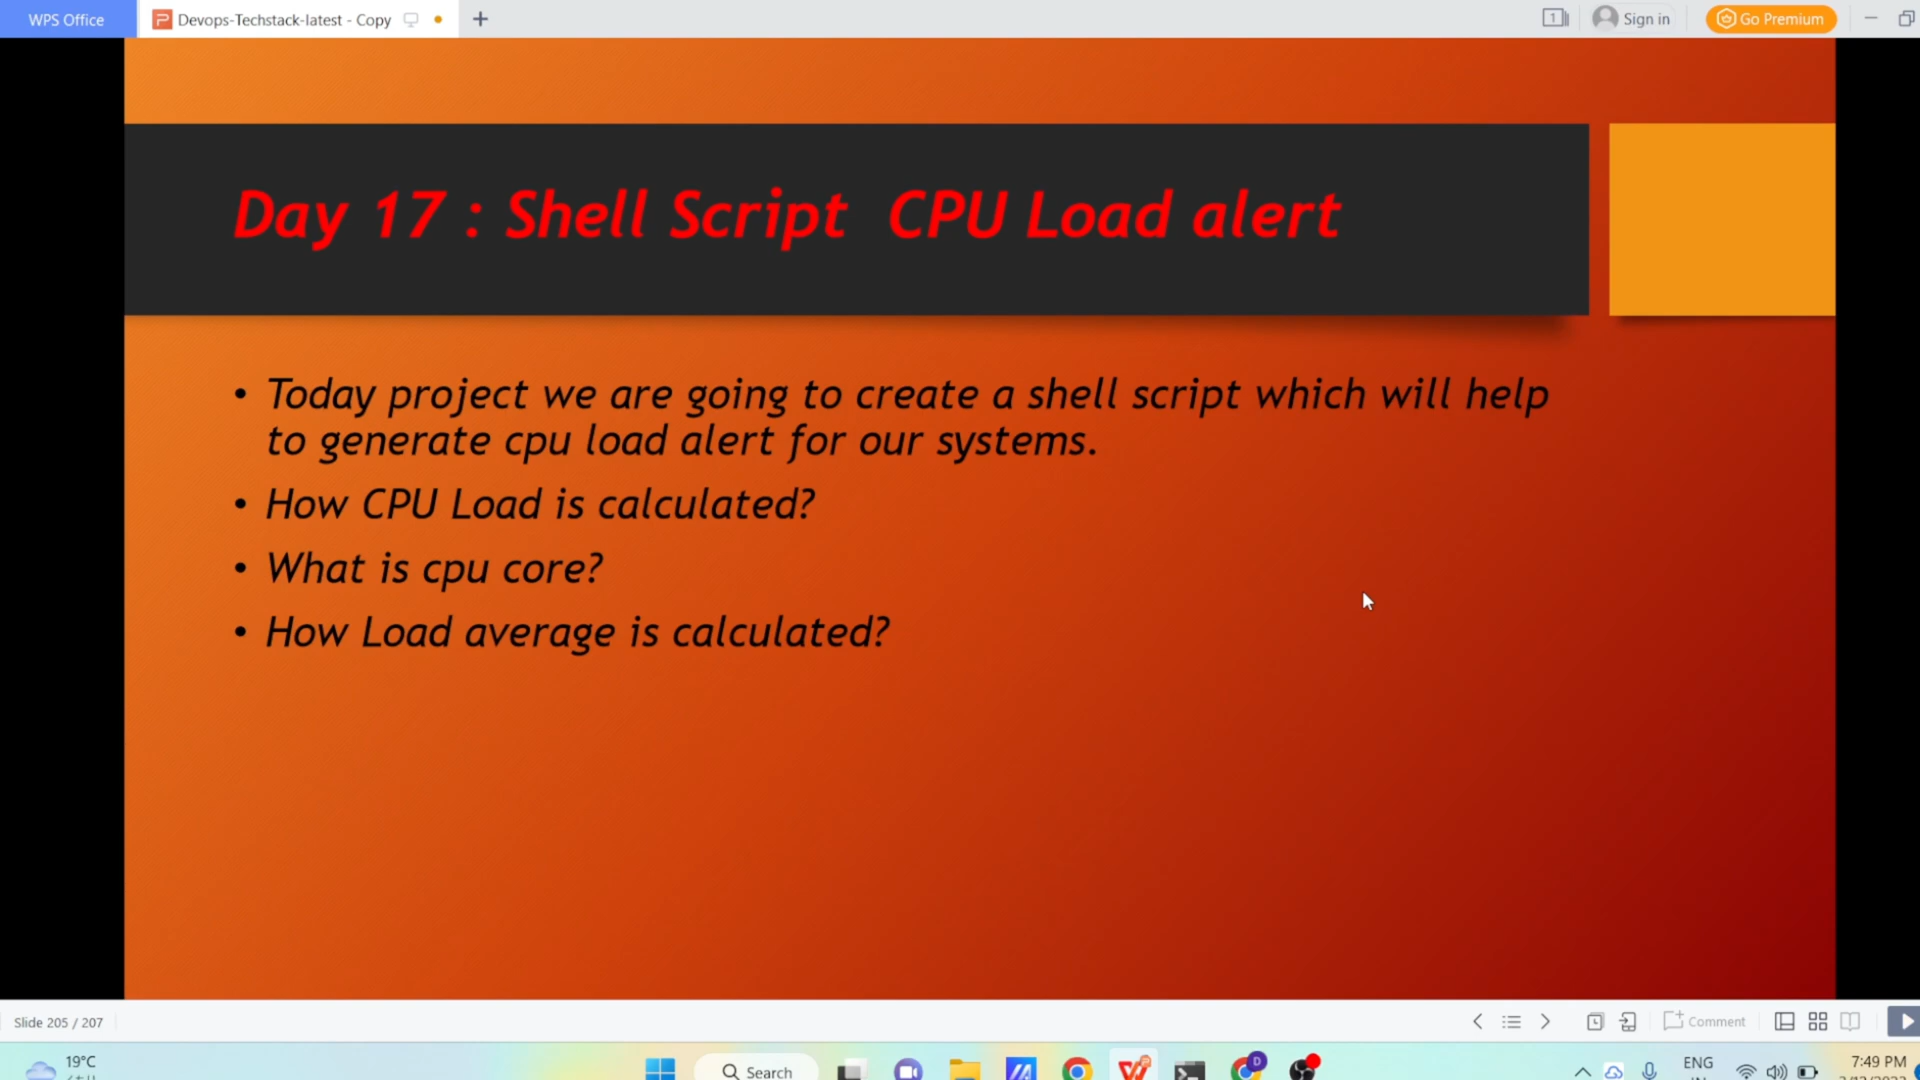 WPS Office
Devops-Techstack-latest - Copy
Sign in
Go Premium
Day 17 : Shell Script CPU Load alert
• Today project we are going to create a shell script which will help
to generate cpu load alert for our systems.
• How CPU Load is calculated?
• What is cpu core?
• How Load average is calculated?
Slide 205 / 207
Comment
19°C
Search
ENG
7:49 PM